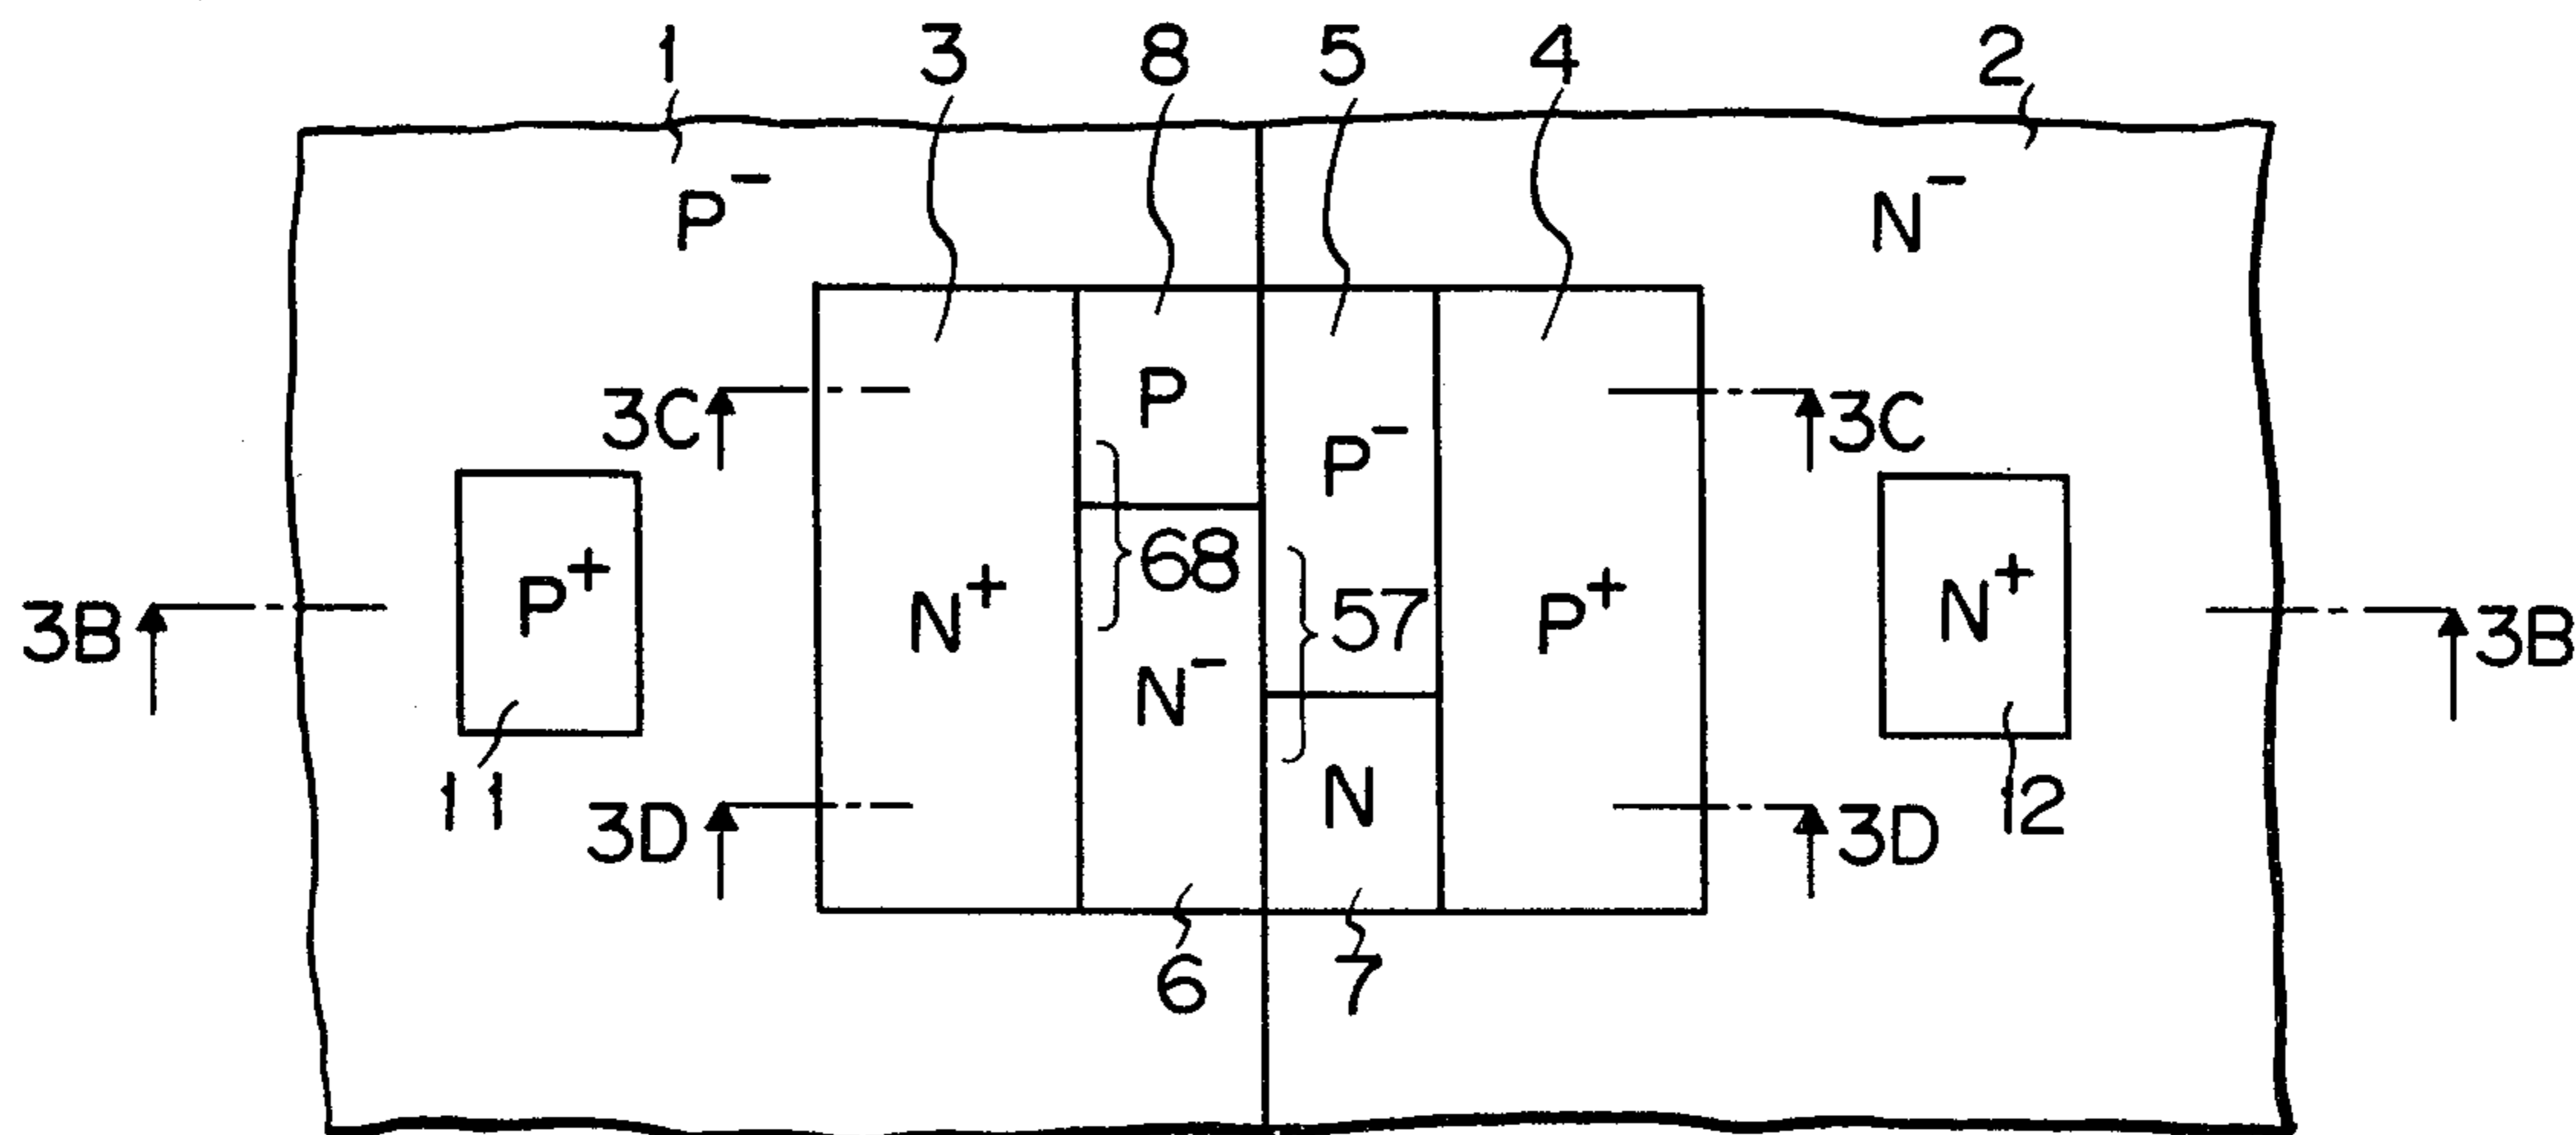 1 3 8 5 4 2
P⁻ N⁻
3C P 3C
P⁻
68 57
P⁺ N⁺ P⁺ N⁺
3B 3B
N⁻
11 N 12
3D 3D
6 7